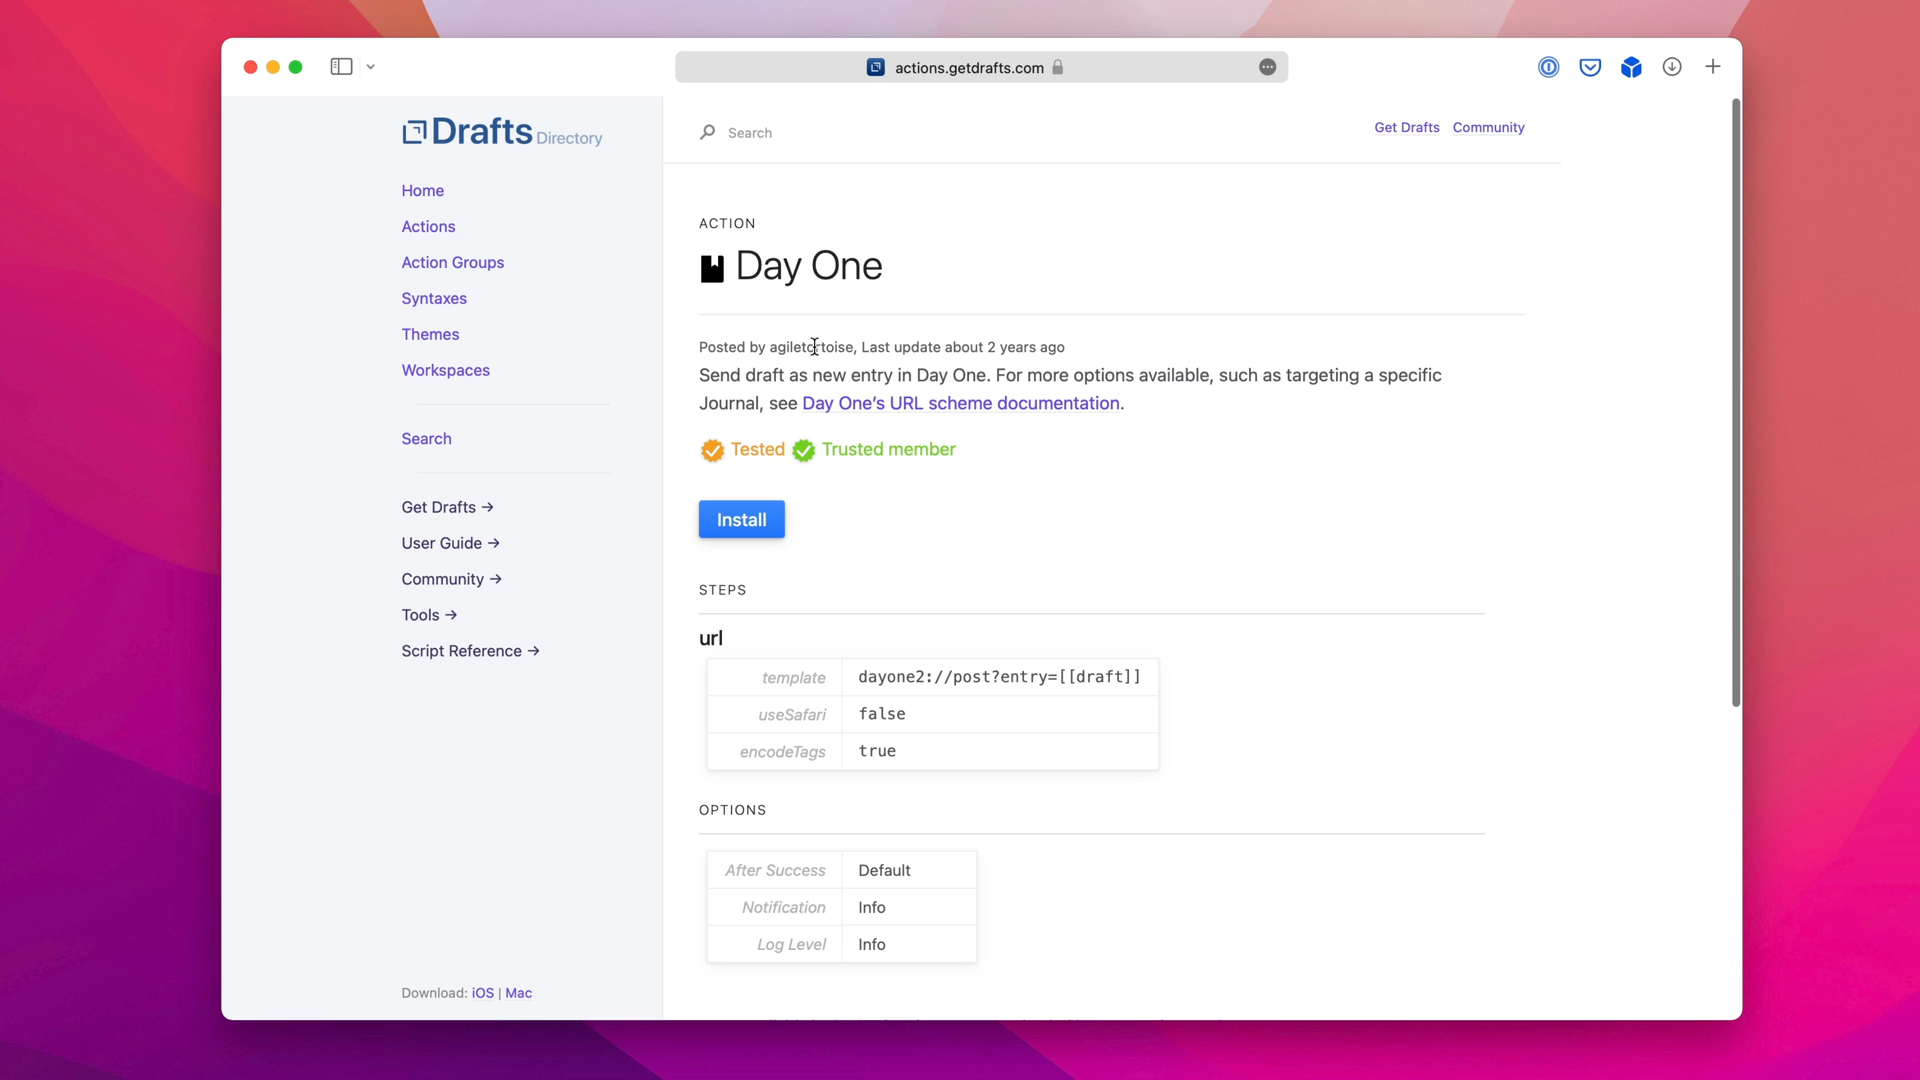 actions.getdrafts.com
Drafts Directory
Home
Actions
Action Groups
Syntaxes
Themes
Workspaces
Search
Get Drafts →
User Guide →
Community →
Tools →
Script Reference →
Download: iOS | Mac
Search
Get Drafts Community
ACTION
Day One
Posted by agiletortoise, Last update about 2 years ago
Send draft as new entry in Day One. For more options available, such as targeting a specific
Journal, see Day One’s URL scheme documentation.
Tested Trusted member
Install
STEPS
url
template dayone2://post?entry=[[draft]]
useSafari false
encodeTags true
OPTIONS
After Success Default
Notification Info
Log Level Info